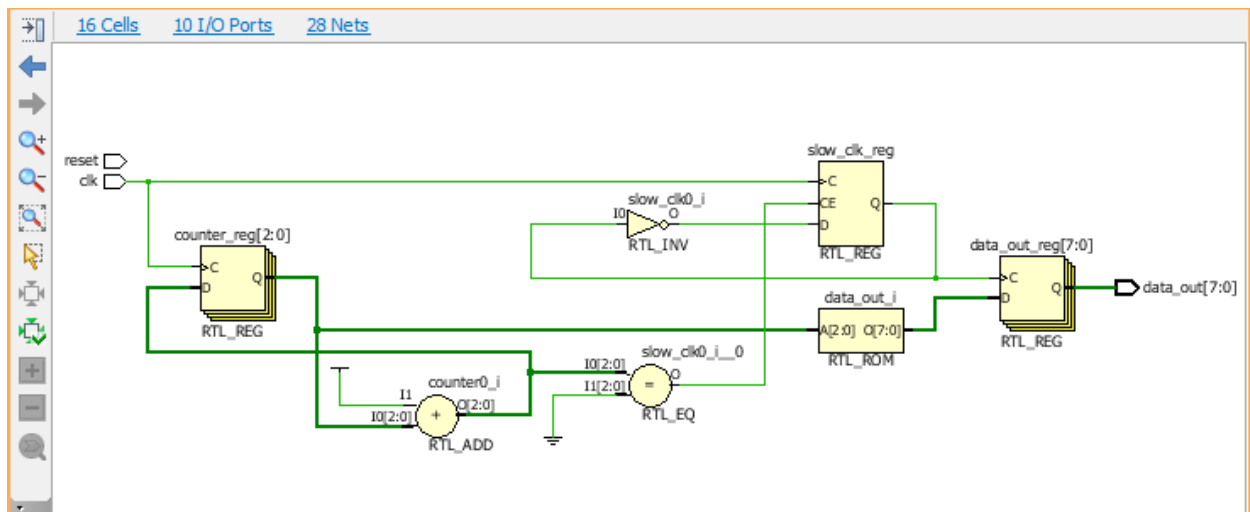 16 Cells 10 I/O Ports 28 Nets
reset
clk
counter_reg[2:0]
C
D
Q
RTL_REG
slow_clk0_i
I0
O
RTL_INV
slow_clk_reg
C
CE
D
Q
RTL_REG
data_out_reg[7:0]
C
D
Q
RTL_REG
data_out[7:0]
data_out_i
A[2:0] O[7:0]
RTL_ROM
slow_clk0_i__0
I0[2:0]
I1[2:0]
O
=
RTL_EQ
counter0_i
I1
I0[2:0]
O[2:0]
+
RTL_ADD